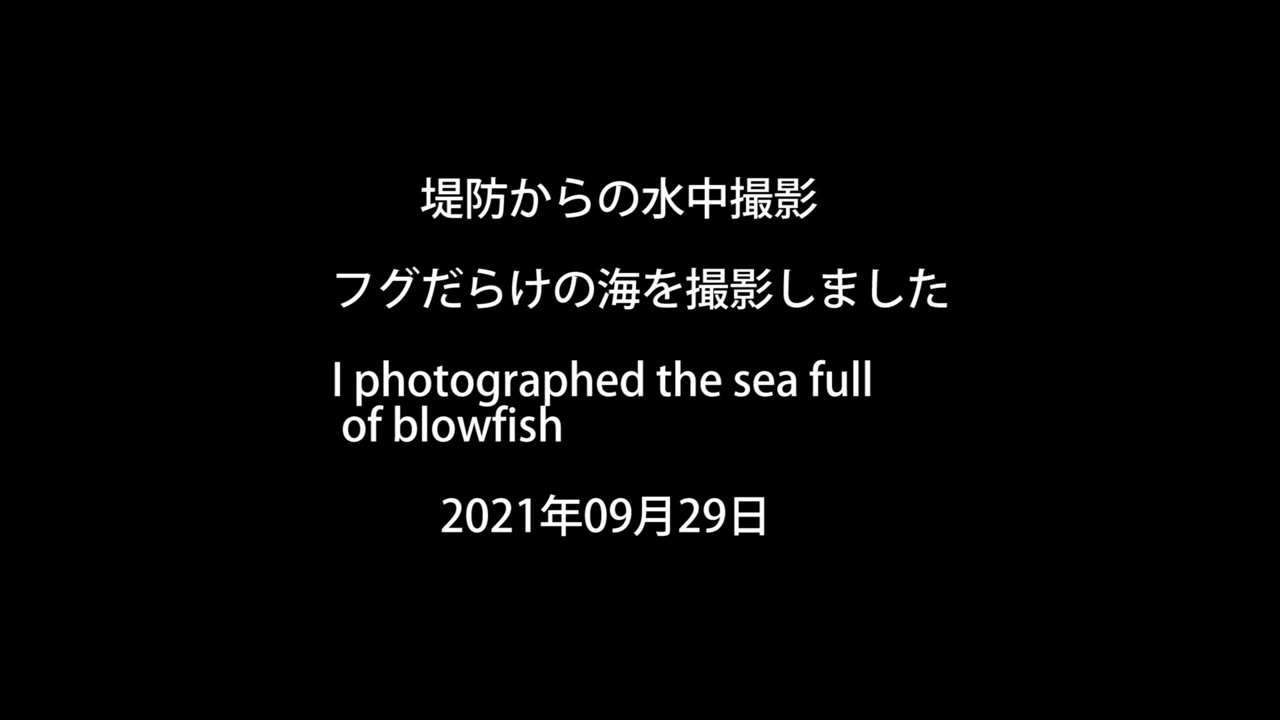 堤防からの水中撮影
フグだらけの海を撮影しました
I photographed the sea full
of blowfish
2021年09月29日